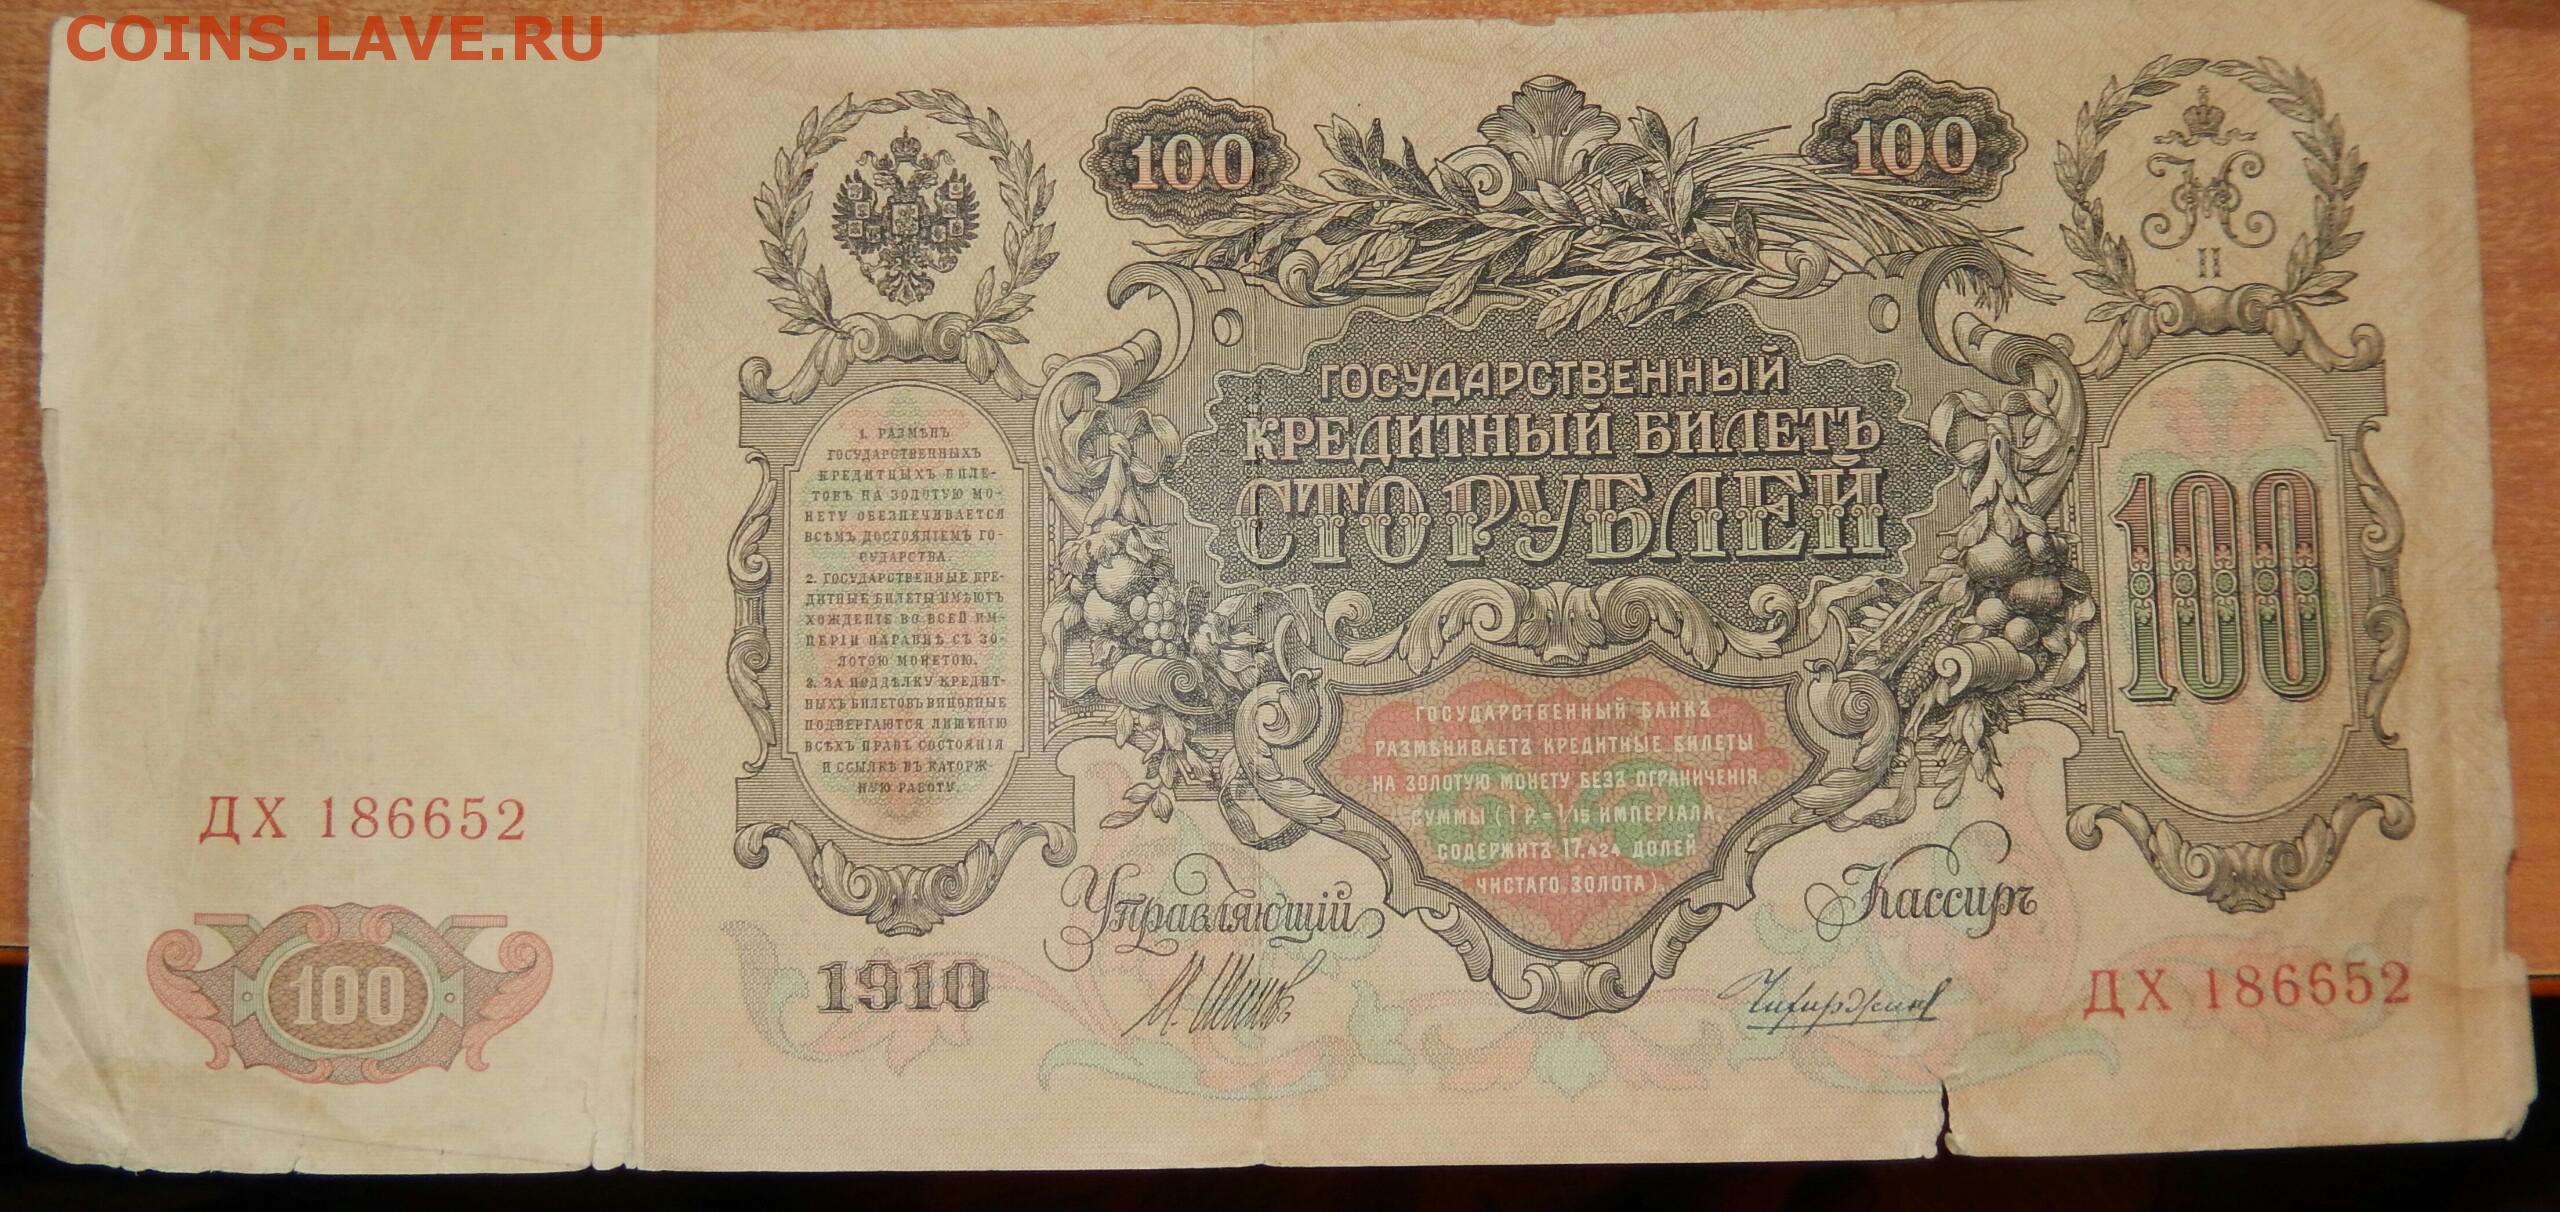 COINS.LAVE.RU
100
100
II
ГОСУДАРСТВЕННЫЙ
КРЕДИТНЫЙ БИЛЕТЪ
СТО РУБЛЕЙ
1. РАЗМѢНЪ
ГОСУДАРСТВЕННЫХЪ
КРЕДИТНЫХЪ БИЛЕ-
ТОВЪ НА ЗОЛОТУЮ МО-
НЕТУ ОБЕЗПЕЧИВАЕТСЯ
ВСѢМЪ ДОСТОЯНІЕМЪ ГО-
СУДАРСТВА.
2. ГОСУДАРСТВЕННЫЕ КРЕ-
ДИТНЫЕ БИЛЕТЫ ИМѢЮТЪ
ХОЖДЕНІЕ ВО ВСЕЙ ИМ-
ПЕРІИ НАРАВНѢ СЪ ЗО-
ЛОТОЮ МОНЕТОЮ.
3. ЗА ПОДДѢЛКУ КРЕДИТ-
НЫХЪ БИЛЕТОВЪ ВИНОВНЫЕ
ПОДВЕРГАЮТСЯ ЛИШЕНІЮ
ВСѢХЪ ПРАВЪ СОСТОЯНІЯ
И ССЫЛКѢ ВЪ КАТОРЖ-
НУЮ РАБОТУ.
100
ГОСУДАРСТВЕННЫЙ БАНКЪ
РАЗМѢНИВАЕТЪ КРЕДИТНЫЕ БИЛЕТЫ
НА ЗОЛОТУЮ МОНЕТУ БЕЗЪ ОГРАНИЧЕНІЯ
СУММЫ (1 Р.= 1/15 ИМПЕРІАЛА,
СОДЕРЖИТЪ 17,424 ДОЛЕЙ
ЧИСТАГО ЗОЛОТА).
ДХ 186652
100
Управляющій
И. Шиповъ
Кассиръ
1910
ДХ 186652